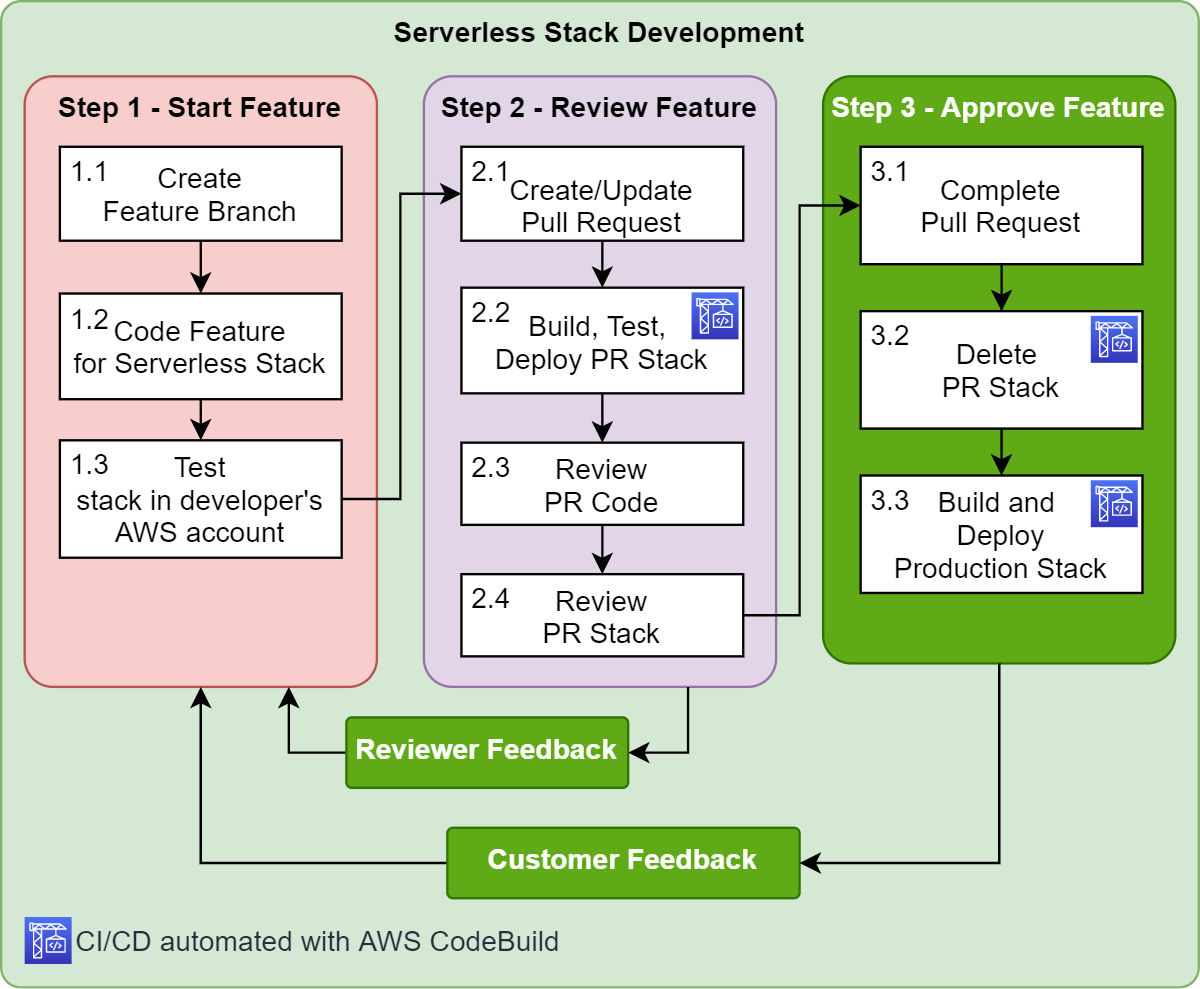 Serverless Stack Development
Step 1 - Start Feature
1.1
Create
Feature Branch
1.2
Code Feature
for Serverless Stack
1.3
Test
stack in developer's
AWS account
Step 2 - Review Feature
2.1
Create/Update
Pull Request
2.2
Build, Test,
Deploy PR Stack
2.3
Review
PR Code
2.4
Review
PR Stack
Step 3 - Approve Feature
3.1
Complete
Pull Request
3.2
Delete
PR Stack
3.3
Build and
Deploy
Production Stack
Reviewer Feedback
Customer Feedback
CI/CD automated with AWS CodeBuild